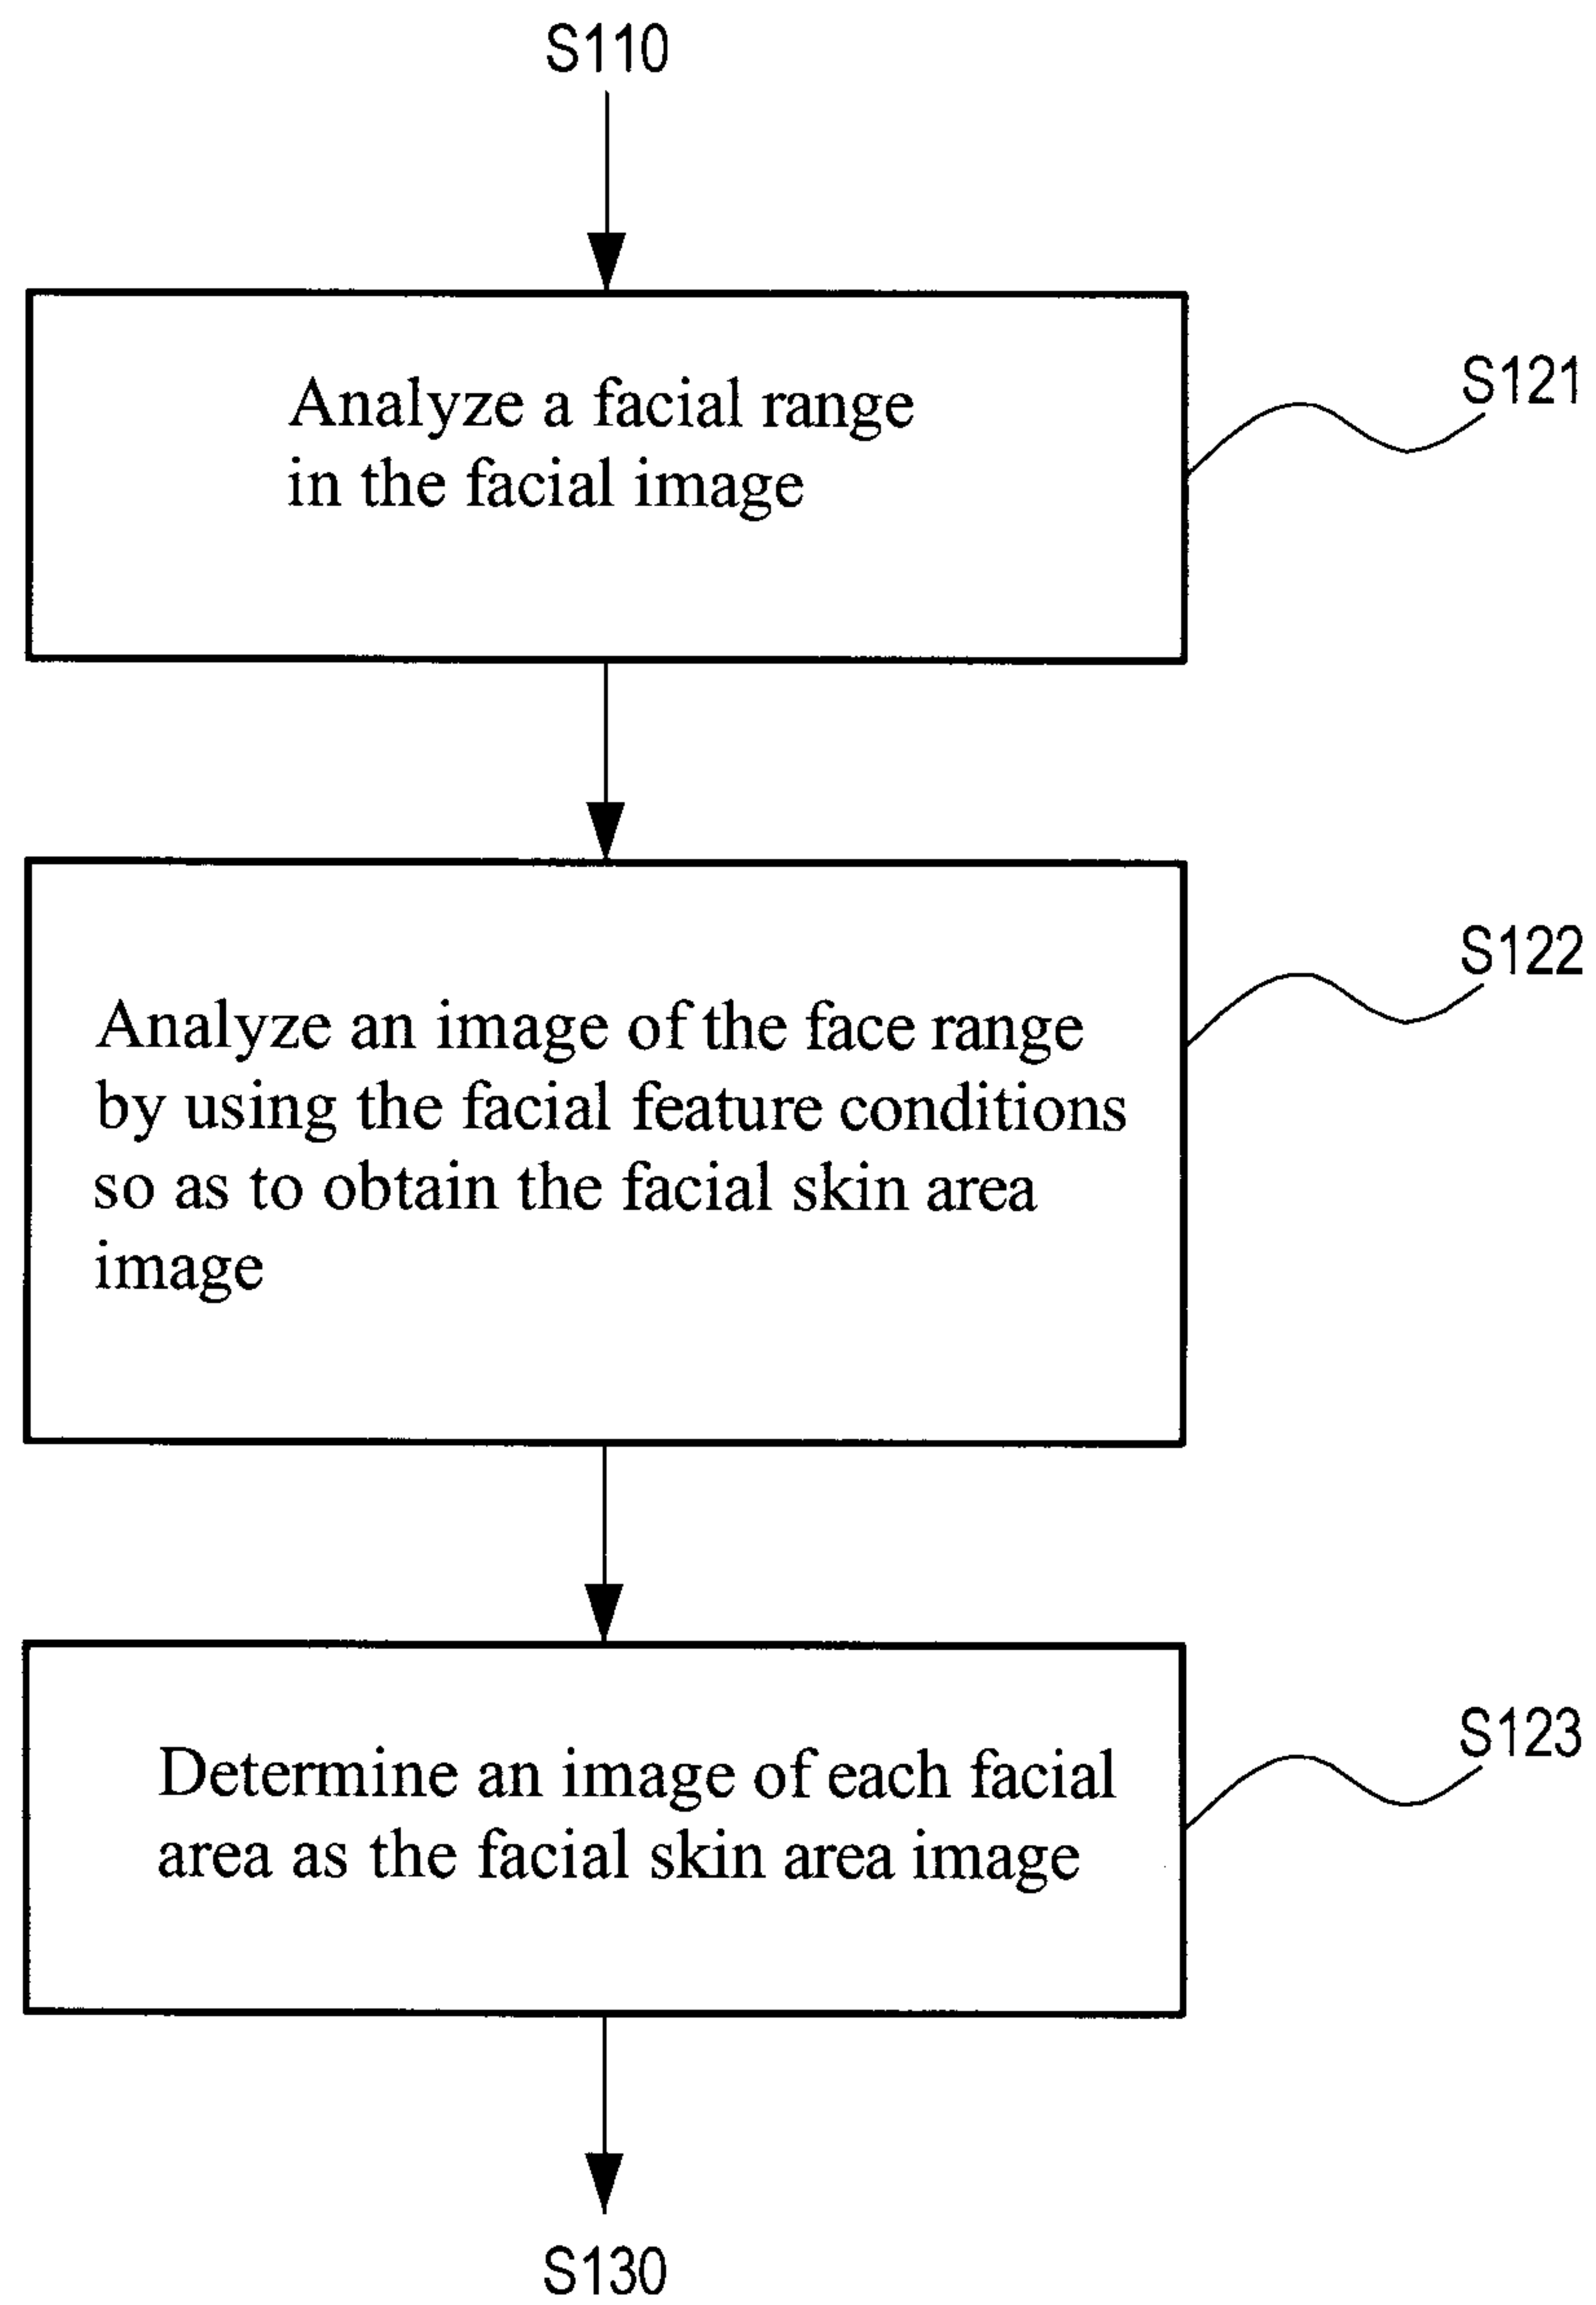 S110
Analyze a facial range
in the facial image
S121
Analyze an image of the face range
by using the facial feature conditions
so as to obtain the facial skin area
image
S122
Determine an image of each facial
area as the facial skin area image
S123
S130